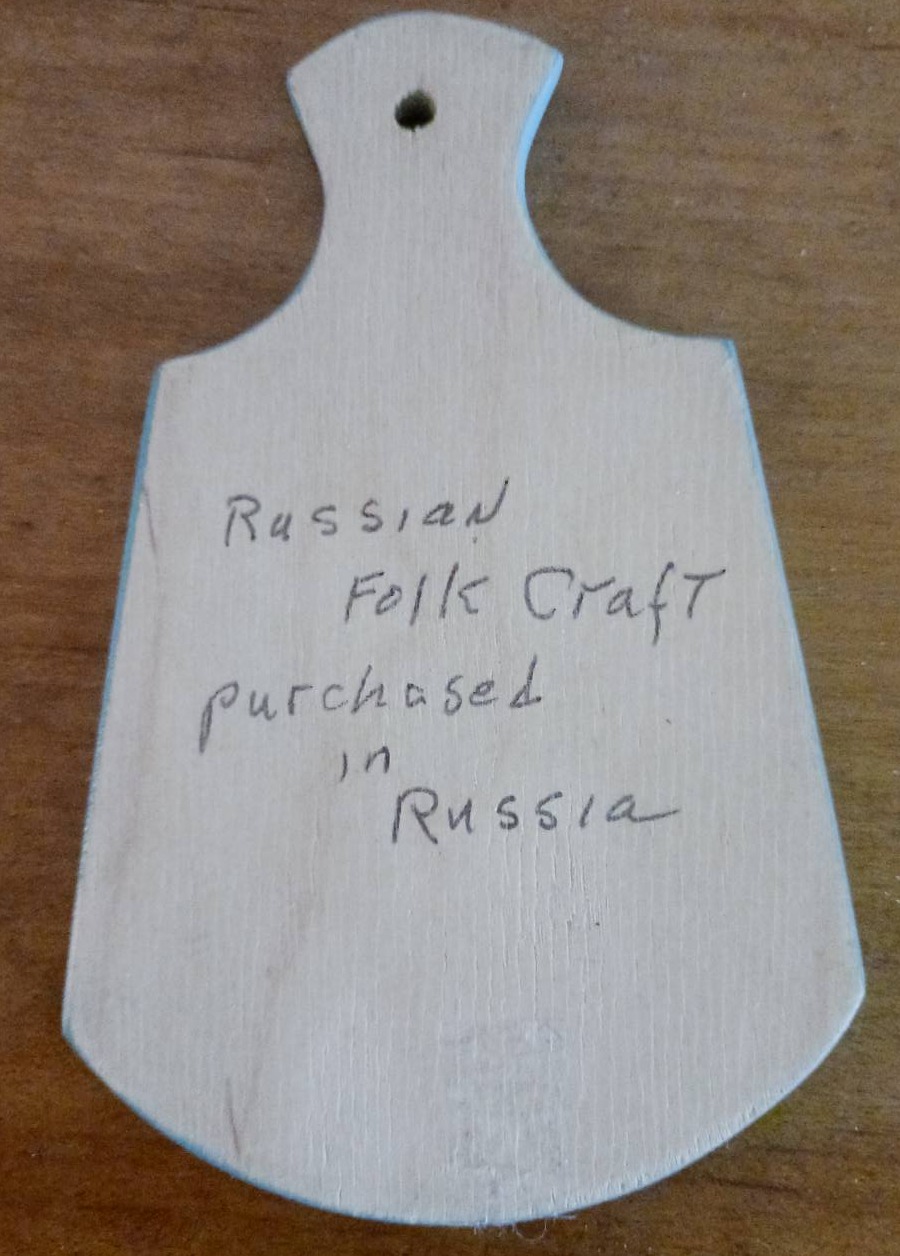 Russian
Folk Craft
purchased
in
Russia